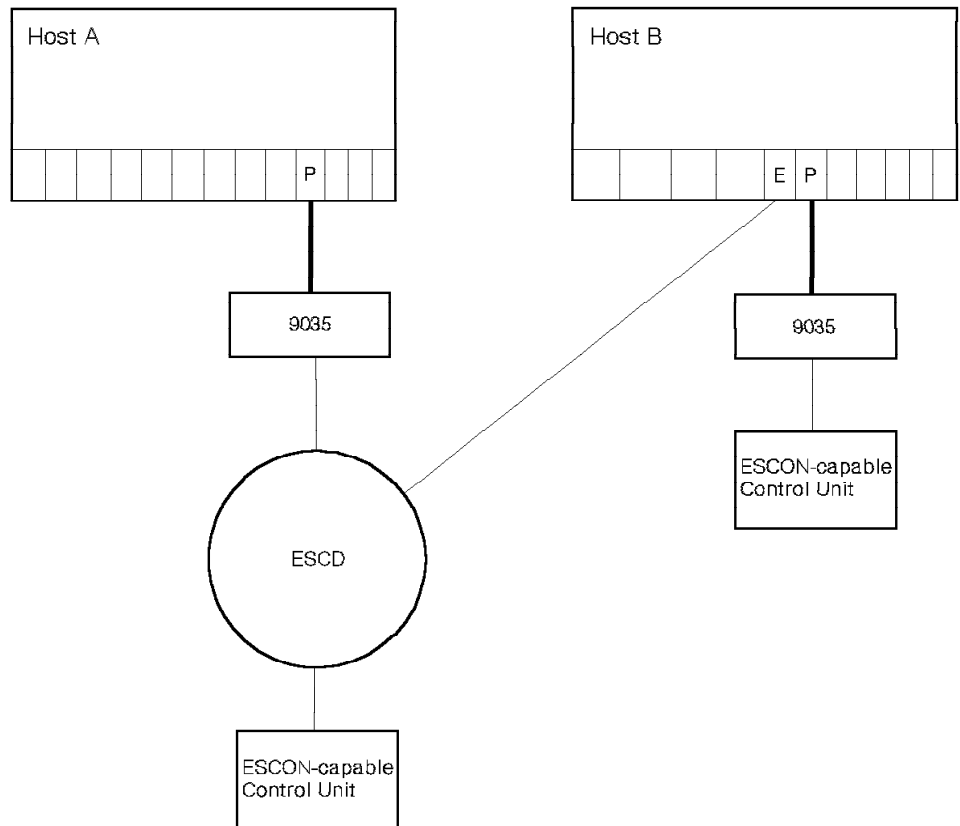 Host A
Host B
P
E P
9035
9035
ESCON-capable
Control Unit
ESCD
ESCON-capable
Control Unit